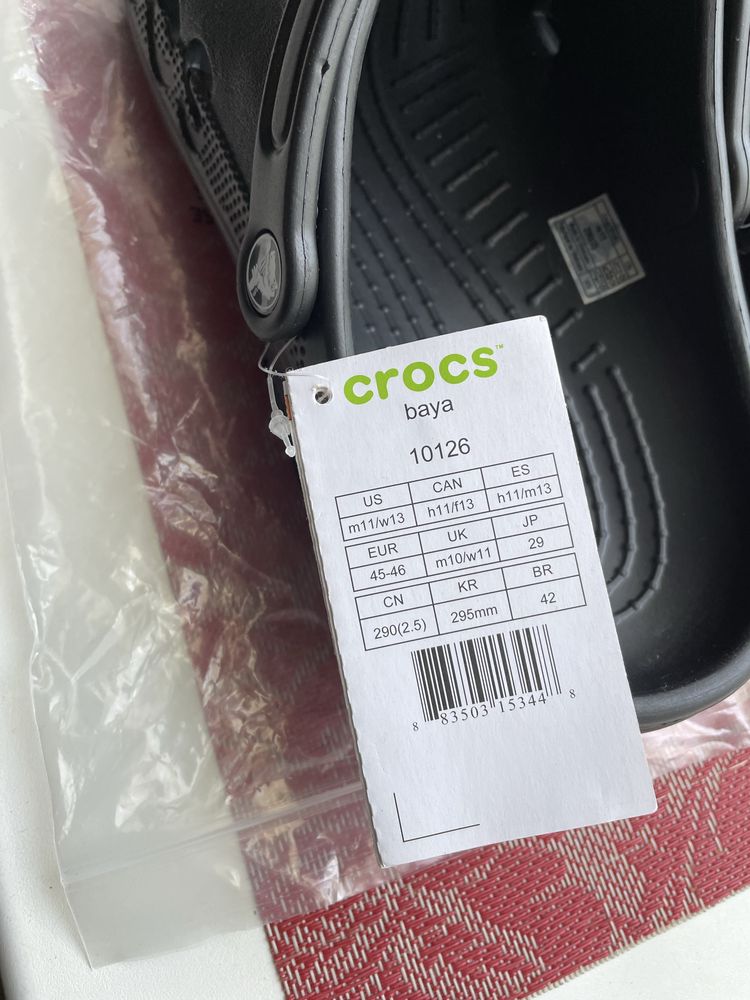 crocs™
baya
10126
US CAN ES
m11/w13 h11/f13 h11/m13
EUR UK JP
45-46 m10/w11 29
CN KR BR
290(2.5) 295mm 42
8 83503 15344 8